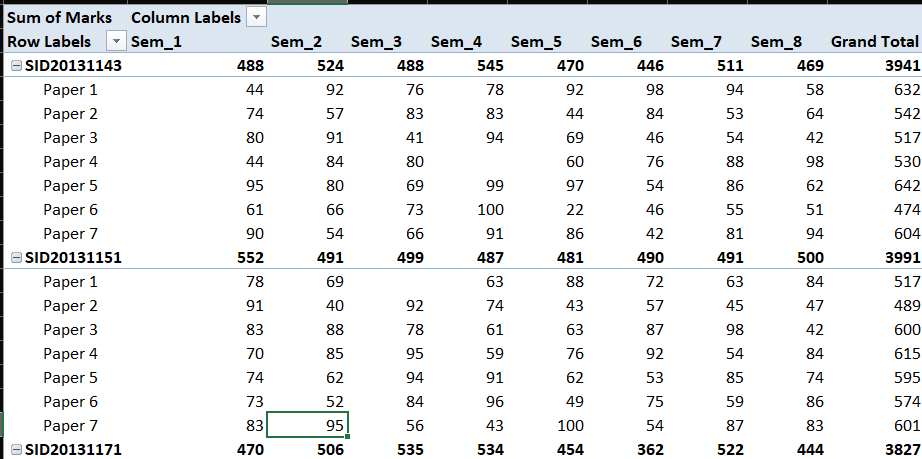 Sum of Marks Column Labels
Row Labels Sem_1 Sem_2 Sem_3 Sem_4 Sem_5 Sem_6 Sem_7 Sem_8 Grand Total
SID20131143 488 524 488 545 470 446 511 469 3941
Paper 1 44 92 76 78 92 98 94 58 632
Paper 2 74 57 83 83 44 84 53 64 542
Paper 3 80 91 41 94 69 46 54 42 517
Paper 4 44 84 80 60 76 88 98 530
Paper 5 95 80 69 99 97 54 86 62 642
Paper 6 61 66 73 100 22 46 55 51 474
Paper 7 90 54 66 91 86 42 81 94 604
SID20131151 552 491 499 487 481 490 491 500 3991
Paper 1 78 69 63 88 72 63 84 517
Paper 2 91 40 92 74 43 57 45 47 489
Paper 3 83 88 78 61 63 87 98 42 600
Paper 4 70 85 95 59 76 92 54 84 615
Paper 5 74 62 94 91 62 53 85 74 595
Paper 6 73 52 84 96 49 75 59 86 574
Paper 7 83 95 56 43 100 54 87 83 601
SID20131171 470 506 535 534 454 362 522 444 3827